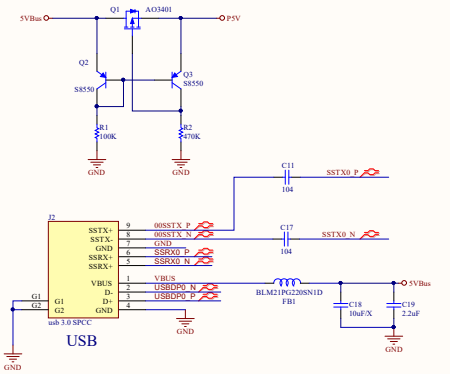 Q1 AO3401
5VBus P5V
Q2 Q3
S8550 S8550
R1 R2
100K 470K
GND GND
C11 SSTX0_P
104
J2 C17
SSTX+ 9 00SSTX_P
SSTX- 8 00SSTX_N SSTX0_N
GND 7 GND 104
SSRX+ 6 SSRX0_P
SSRX+ 5 SSRX0_N
VBUS 1 VBUS 5VBus
D- 2 USBDP0_N BLM21PG220SN1D
D+ 3 USBDP0_P FB1
GND 4
G1 G1
G2 G2
C18 C19
10uF/X 2.2uF
usb 3.0 SPCC
GND GND
USB
GND